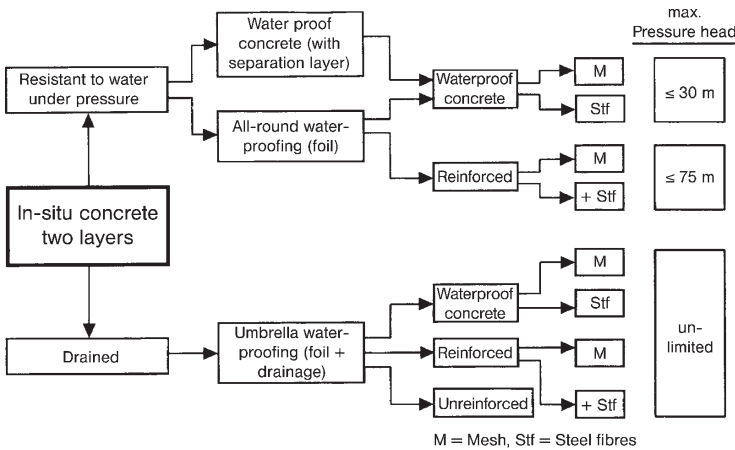 max.
Pressure head
Water proof
concrete (with
separation layer)
Resistant to water
under pressure
Waterproof
concrete
M
Stf
≤ 30 m
All-round water-
proofing (foil)
Reinforced
M
+ Stf
≤ 75 m
In-situ concrete
two layers
Drained
Umbrella water-
proofing (foil +
drainage)
Waterproof
concrete
M
Stf
Reinforced
M
Unreinforced
+ Stf
un-
limited
M = Mesh, Stf = Steel fibres